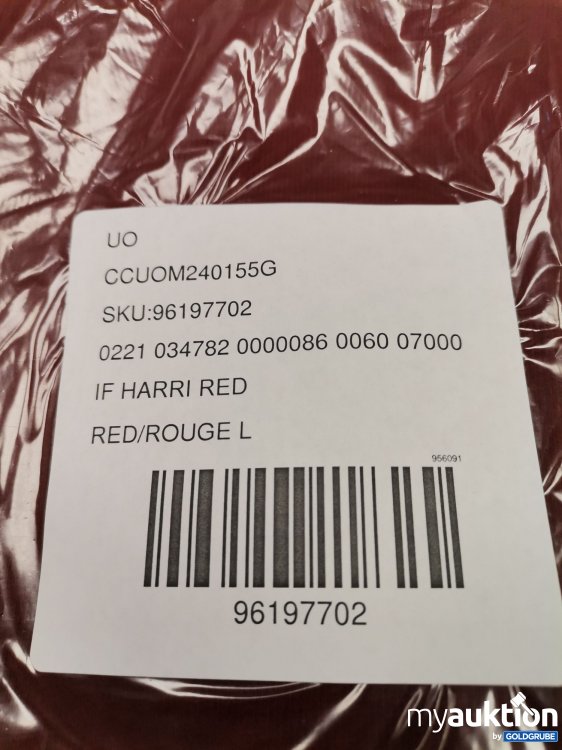 UO
CCUOM240155G
SKU:96197702
0221 034782 0000086 0060 07000
IF HARRI RED
RED/ROUGE L
956091
96197702
myauktion
by GOLDGRUBE